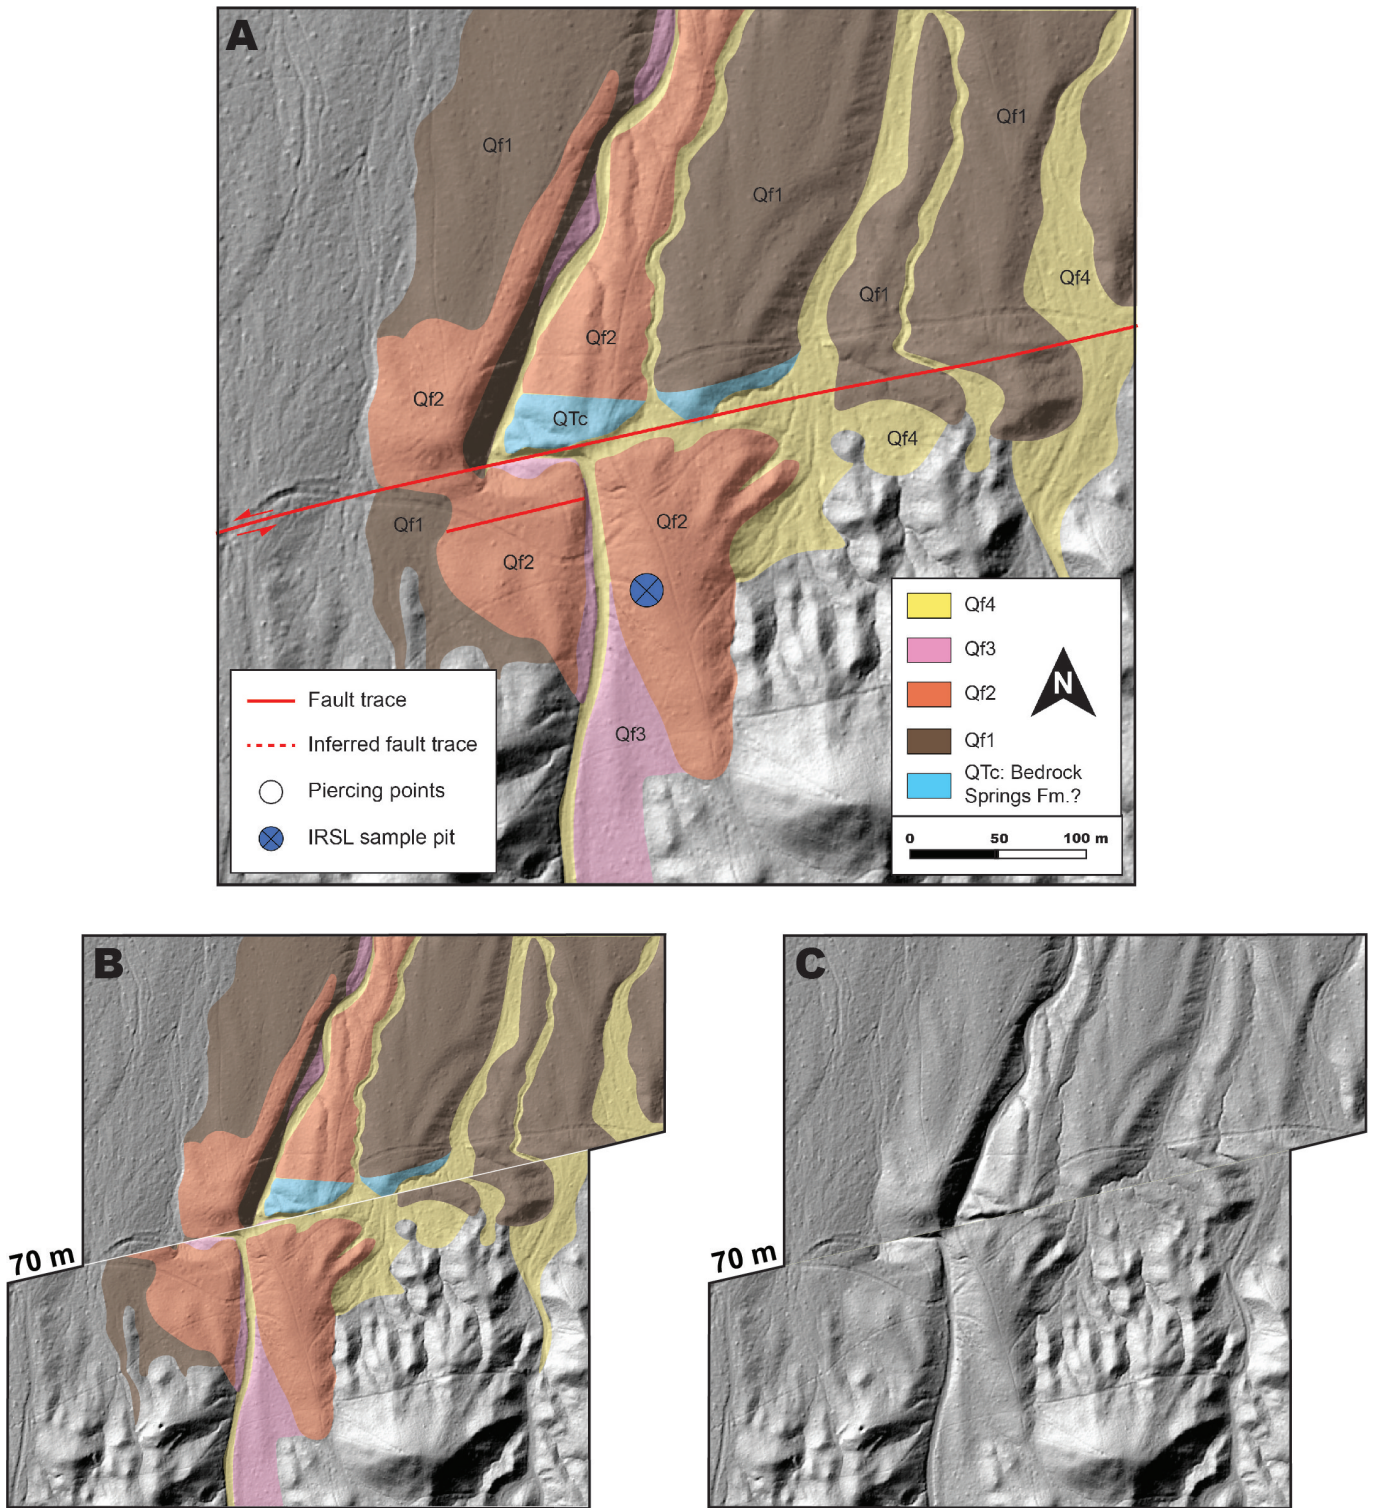 A
Qf1
Qf1
Qf1
Qf1
Qf4
Qf2
Qf2
QTc
Qf4
Qf1
Qf2
Qf2
Qf3
Fault trace
Inferred fault trace
Piercing points
IRSL sample pit
Qf4
Qf3
Qf2
Qf1
QTc: Bedrock
Springs Fm.?
N
0 50 100 m
B
70 m
C
70 m